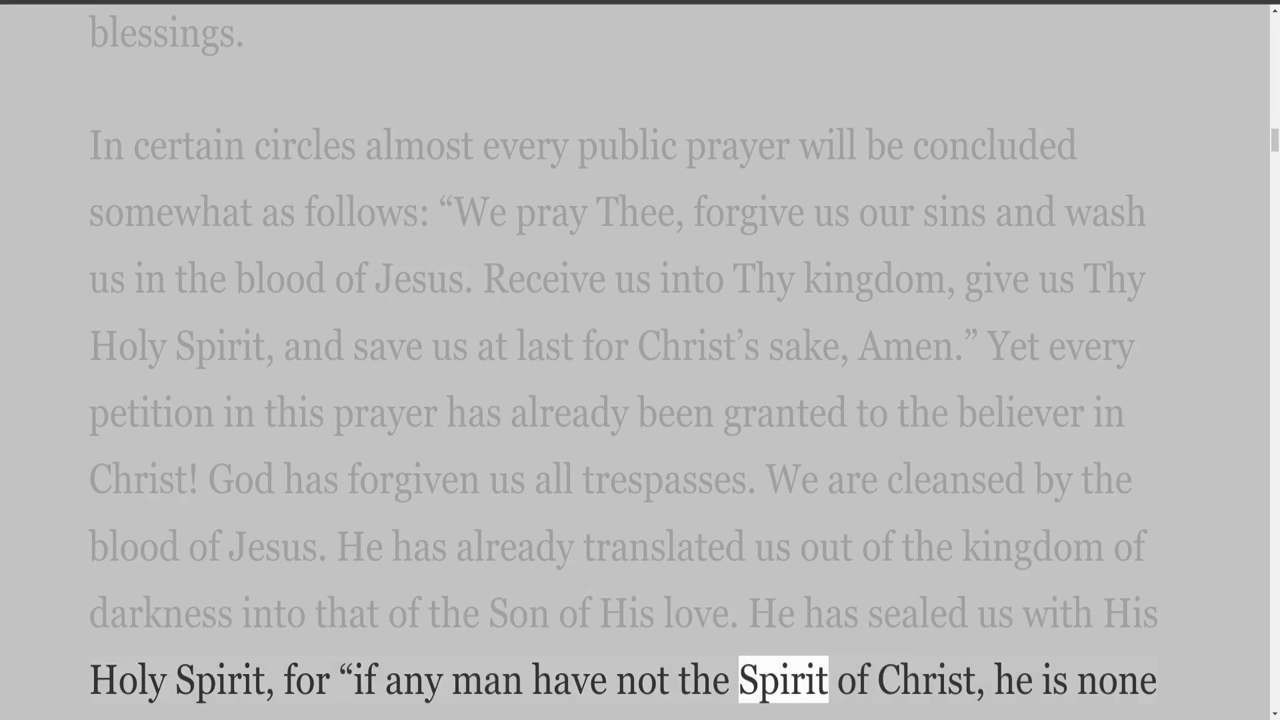 blessings.
In certain circles almost every public prayer will be concluded
somewhat as follows: “We pray Thee, forgive us our sins and wash
us in the blood of Jesus. Receive us into Thy kingdom, give us Thy
Holy Spirit, and save us at last for Christ’s sake, Amen.” Yet every
petition in this prayer has already been granted to the believer in
Christ! God has forgiven us all trespasses. We are cleansed by the
blood of Jesus. He has already translated us out of the kingdom of
darkness into that of the Son of His love. He has sealed us with His
Holy Spirit, for “if any man have not the Spirit of Christ, he is none